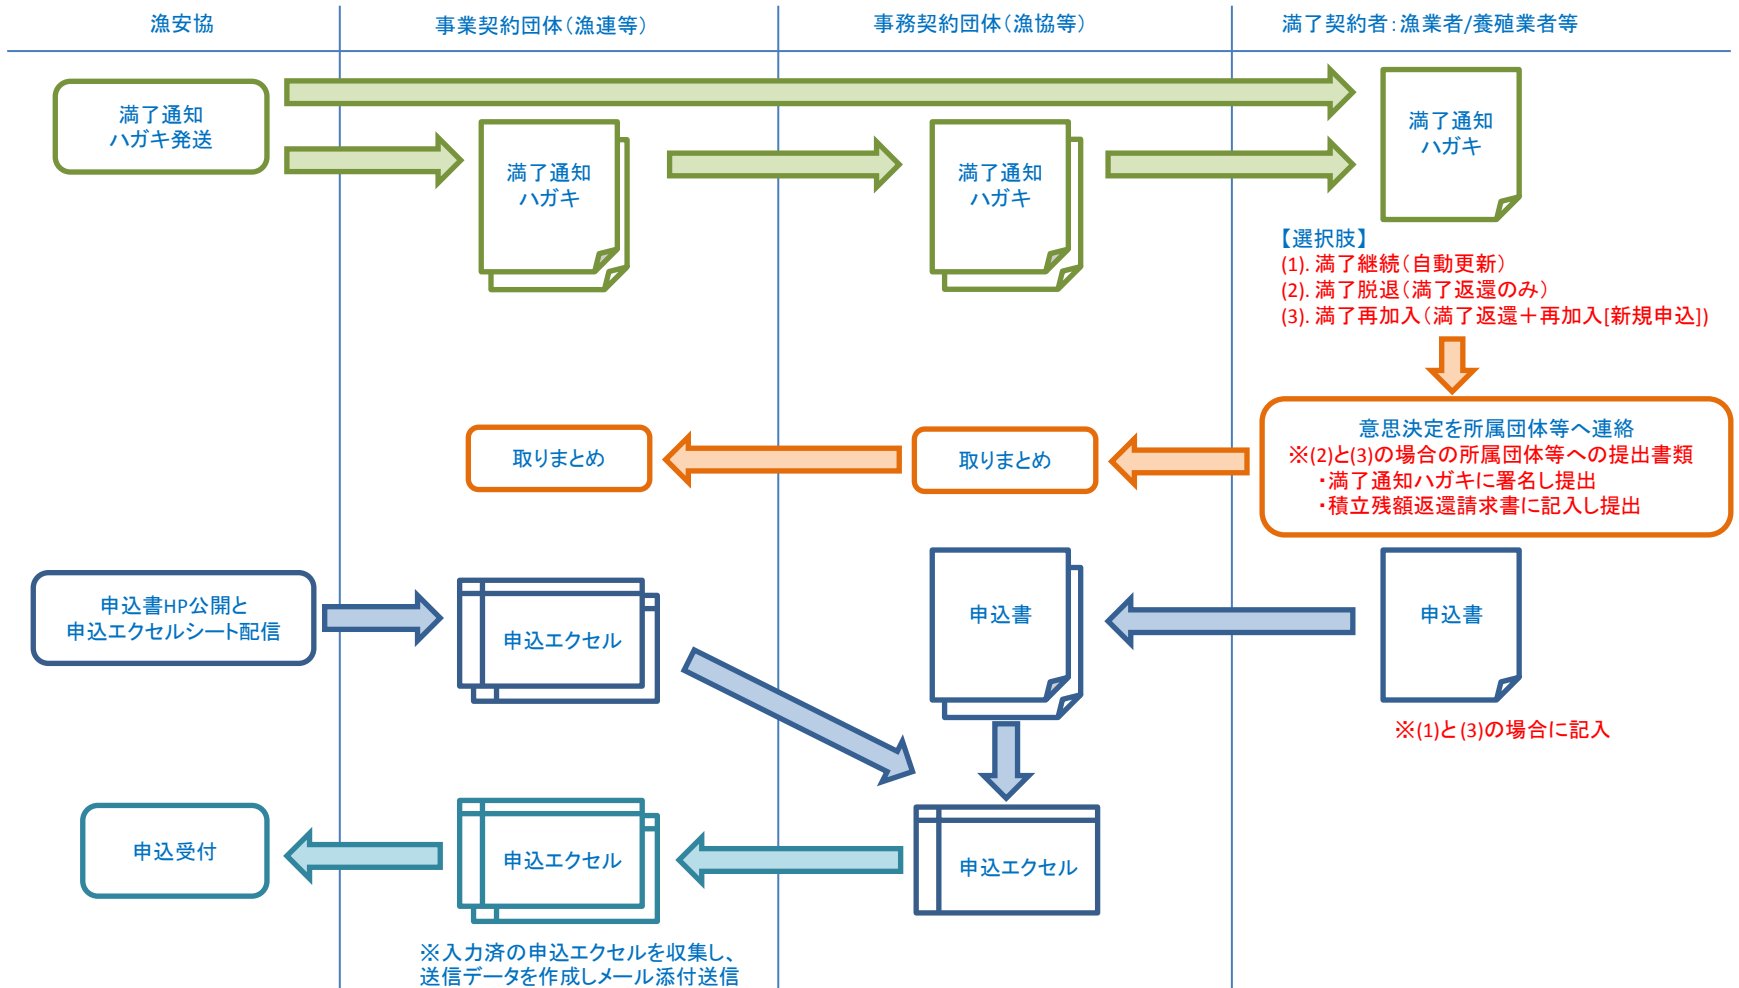 漁安協
事業契約団体(漁連等)
事務契約団体(漁協等)
満了契約者:漁業者/養殖業者等
満了通知
ハガキ発送
満了通知
ハガキ
満了通知
ハガキ
満了通知
ハガキ
【選択肢】
(1). 満了継続(自動更新)
(2). 満了脱退(満了返還のみ)
(3). 満了再加入(満了返還+再加入[新規申込])
取りまとめ
取りまとめ
意思決定を所属団体等へ連絡
※(2)と(3)の場合の所属団体等への提出書類
・満了通知ハガキに署名し提出
・積立残額返還請求書に記入し提出
申込書HP公開と
申込エクセルシート配信
申込エクセル
申込書
申込書
※(1)と(3)の場合に記入
申込受付
申込エクセル
申込エクセル
※入力済の申込エクセルを収集し、
送信データを作成しメール添付送信